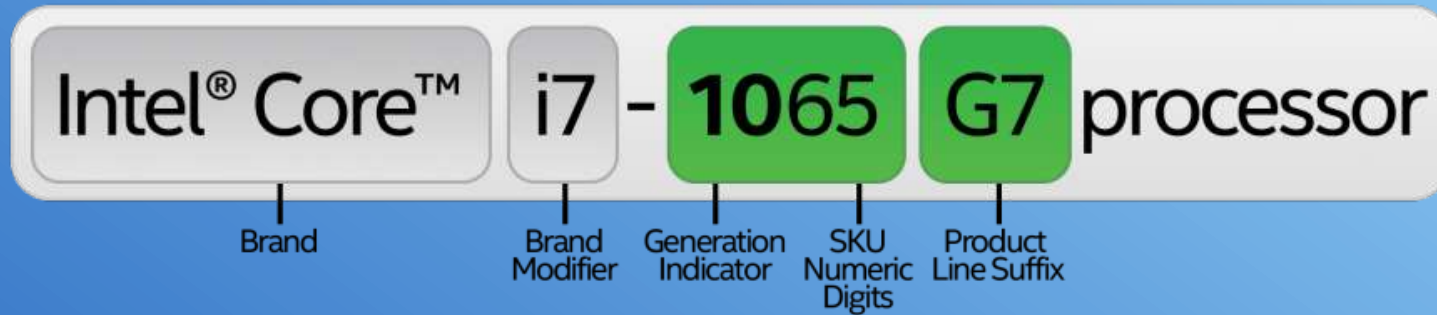 Intel® Core™ i7 - 1065 G7 processor
Brand
Brand Modifier
Generation Indicator
SKU Numeric Digits
Product Line Suffix